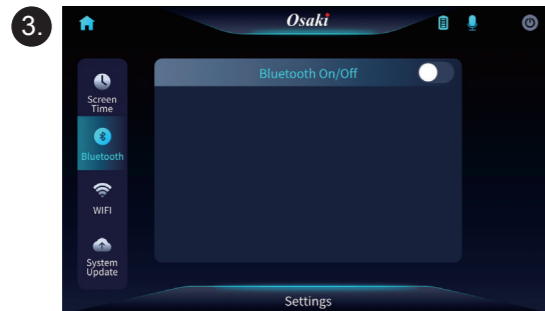 3.
Osaki
Bluetooth On/Off
Screen
Time
Bluetooth
WIFI
System
Update
Settings